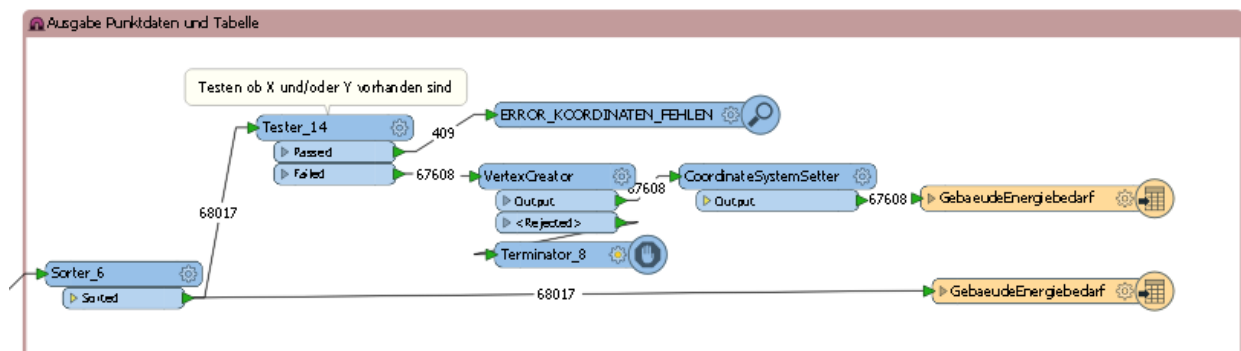 Ausgabe Punktdaten und Tabelle
Testen ob X und/oder Y vorhanden sind
Tester_14
Passed
Failed
409
ERROR_KOORDINATEN_FEHLEN
67608
VertexCreator
Output
<Rejected>
67608
CoordinateSystemSetter
Output
67608
GebaeudeEnergiebedarf
68017
Terminator_8
Sorter_6
Sorted
68017
GebaeudeEnergiebedarf